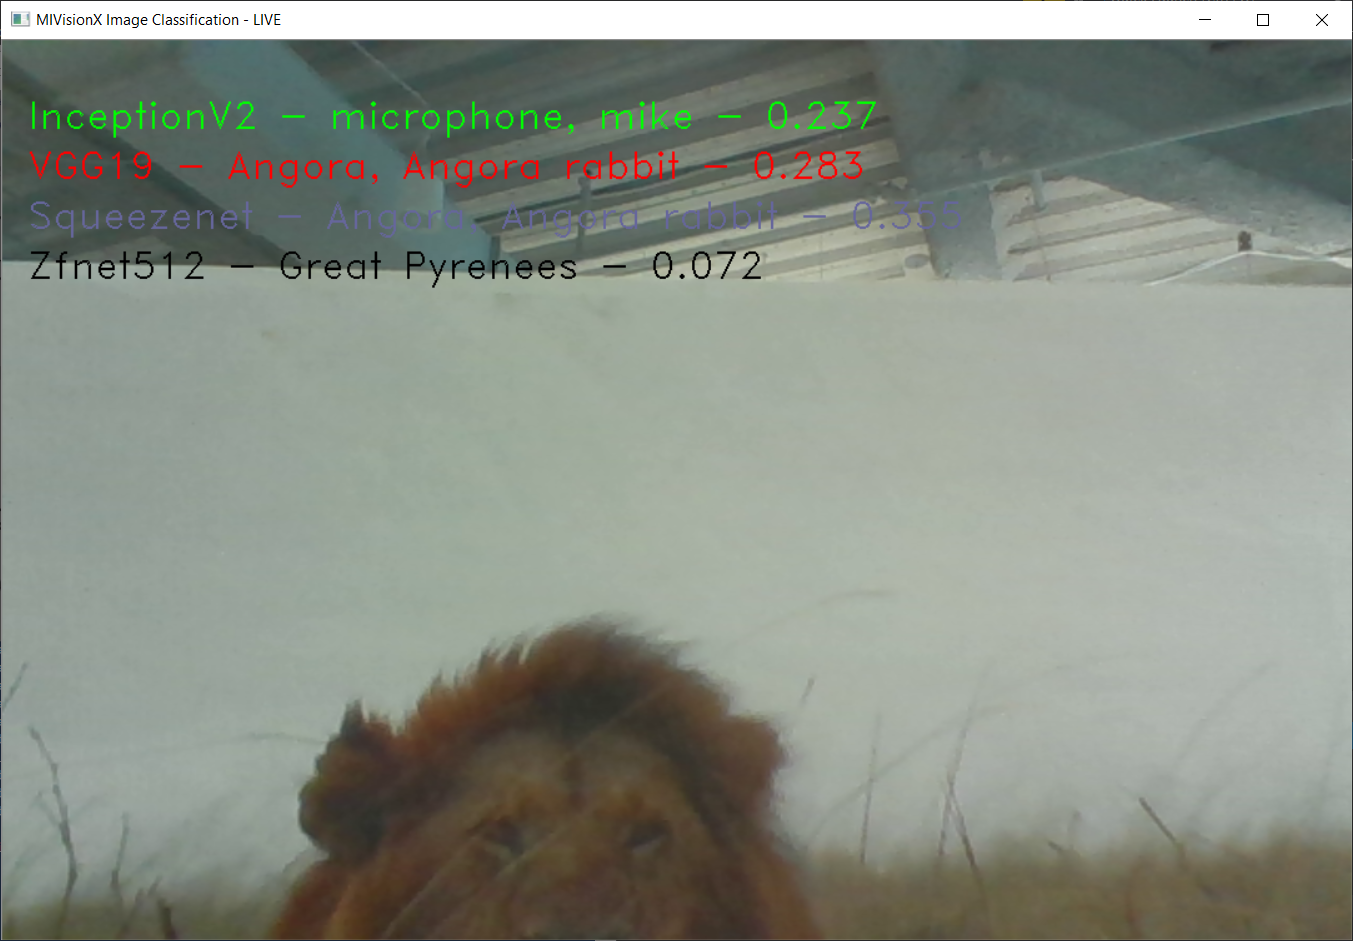 MIVisionX Image Classification - LIVE
InceptionV2 - microphone, mike - 0.237
VGG19 - Angora, Angora rabbit - 0.283
Squeezenet - Angora, Angora rabbit - 0.355
Zfnet512 - Great Pyrenees - 0.072